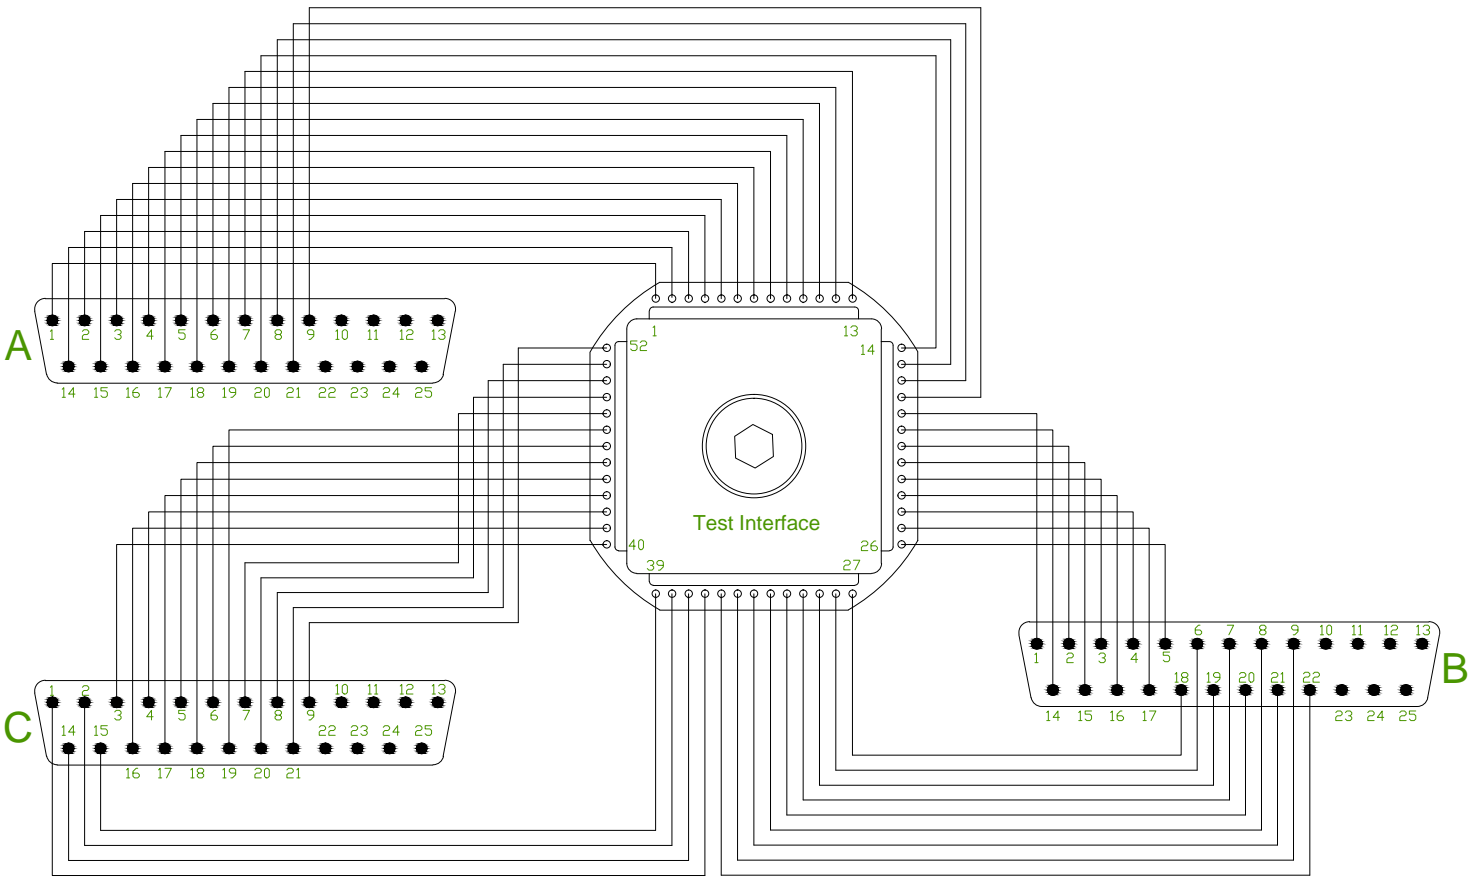 A
1 2 3 4 5 6 7 8 9 10 11 12 13
14 15 16 17 18 19 20 21 22 23 24 25
1 13
52 14
Test Interface
40 26
39 27
B
6 7 8 9 10 11 12 13
1 2 3 4 5
18 19 20 21 22
14 15 16 17 23 24 25
C
1 2 10 11 12 13
3 4 5 6 7 8 9
14 15 22 23 24 25
16 17 18 19 20 21